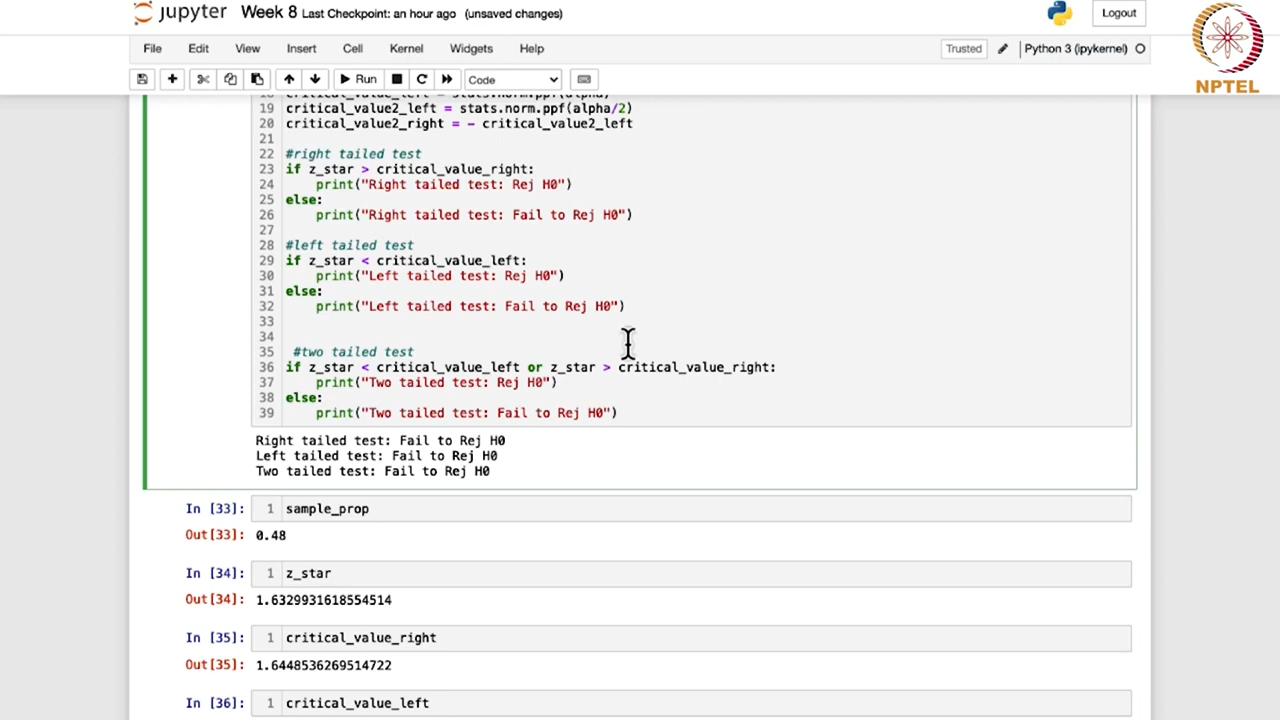 jupyter Week 8 Last Checkpoint: an hour ago (unsaved changes) Logout
File Edit View Insert Cell Kernel Widgets Help Trusted Python 3 (ipykernel)
Run Code
NPTEL
18 critical_value_left = stats.norm.ppf(alpha)
19 critical_value2_left = stats.norm.ppf(alpha/2)
20 critical_value2_right = - critical_value2_left
21
22 #right tailed test
23 if z_star > critical_value_right:
24 print("Right tailed test: Rej H0")
25 else:
26 print("Right tailed test: Fail to Rej H0")
27
28 #left tailed test
29 if z_star < critical_value_left:
30 print("Left tailed test: Rej H0")
31 else:
32 print("Left tailed test: Fail to Rej H0")
33
34
35 #two tailed test
36 if z_star < critical_value_left or z_star > critical_value_right:
37 print("Two tailed test: Rej H0")
38 else:
39 print("Two tailed test: Fail to Rej H0")
Right tailed test: Fail to Rej H0
Left tailed test: Fail to Rej H0
Two tailed test: Fail to Rej H0
In [33]: 1 sample_prop
Out[33]: 0.48
In [34]: 1 z_star
Out[34]: 1.6329931618554514
In [35]: 1 critical_value_right
Out[35]: 1.6448536269514722
In [36]: 1 critical_value_left